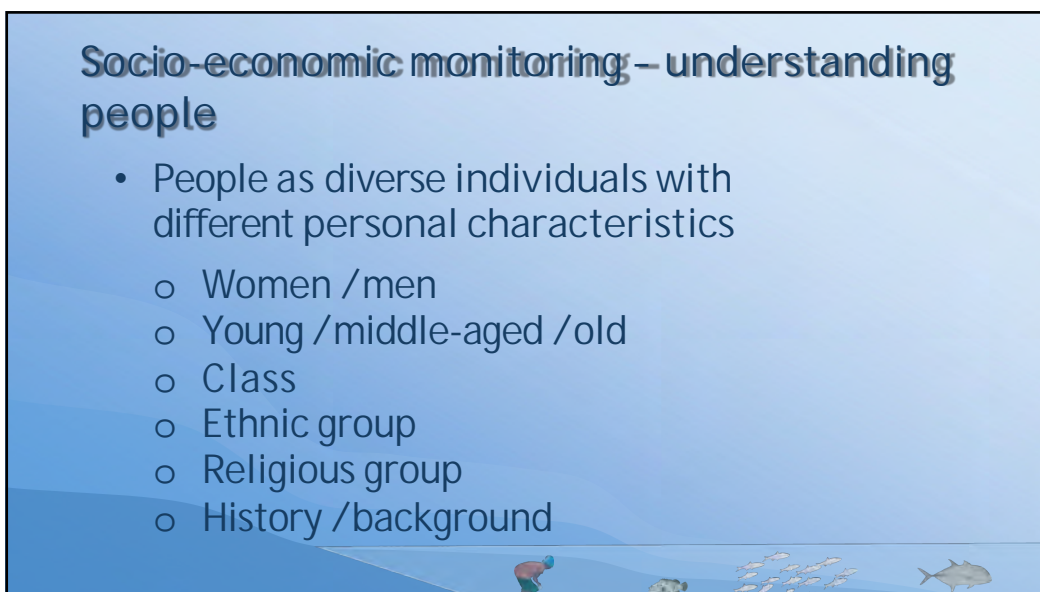 Socio-economic monitoring – understanding
people
• People as diverse individuals with
different personal characteristics
o Women /men
o Young /middle-aged /old
o Class
o Ethnic group
o Religious group
o History /background